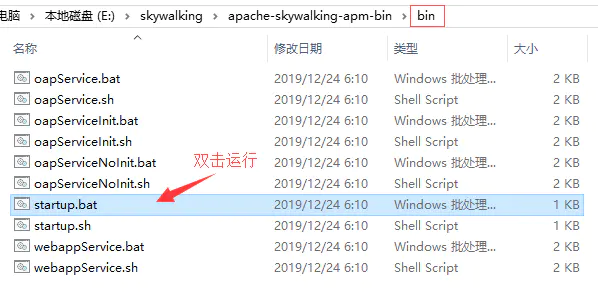 电脑 › 本地磁盘 (E:) › skywalking › apache-skywalking-apm-bin › bin
名称 修改日期 类型 大小
oapService.bat 2019/12/24 6:10 Windows 批处理... 2 KB
oapService.sh 2019/12/24 6:10 Shell Script 2 KB
oapServiceInit.bat 2019/12/24 6:10 Windows 批处理... 2 KB
oapServiceInit.sh 2019/12/24 6:10 Shell Script 2 KB
oapServiceNoInit.bat 2019/12/24 6:10 Windows 批处理... 2 KB
双击运行
oapServiceNoInit.sh 2019/12/24 6:10 Shell Script 2 KB
startup.bat 2019/12/24 6:10 Windows 批处理... 1 KB
startup.sh 2019/12/24 6:10 Shell Script 1 KB
webappService.bat 2019/12/24 6:10 Windows 批处理... 2 KB
webappService.sh 2019/12/24 6:10 Shell Script 2 KB